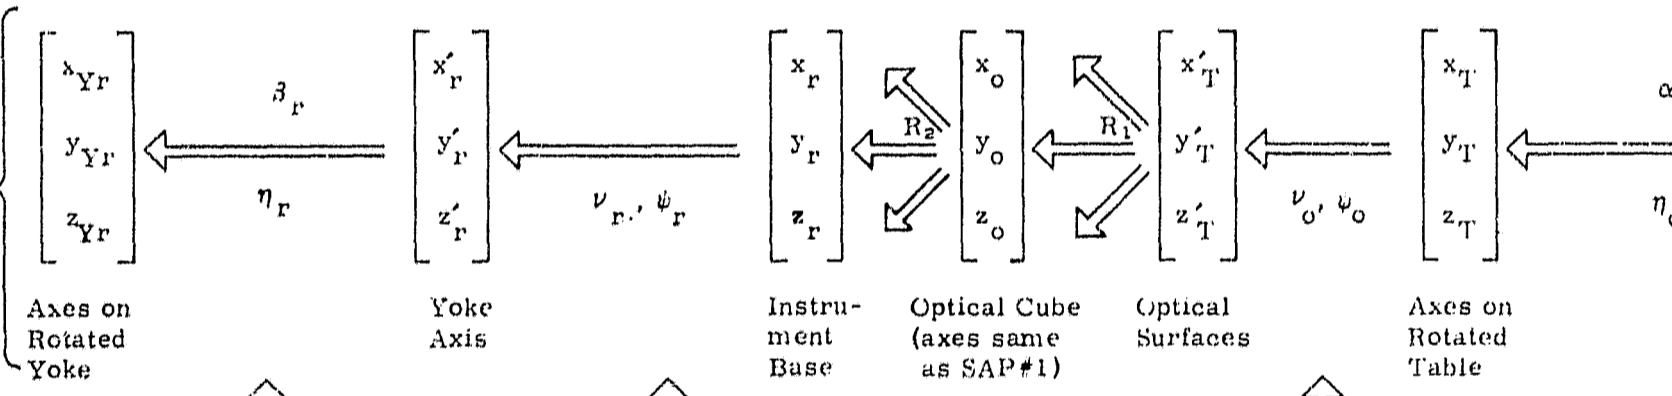 x_Yr x′_r x_r x_o x′_T x_T
β_r α
y_Yr y′_r y_r R_2 y_o R_1 y′_T y_T
η_r ν_r., ψ_r ν_o, ψ_o η_o
z_Yr z′_r z_r z_o z′_T z_T
Axes on Rotated Yoke
Yoke Axis
Instru-
ment
Base
Optical Cube
(axes same
as SAP#1)
Optical
Surfaces
Axes on
Rotated
Table